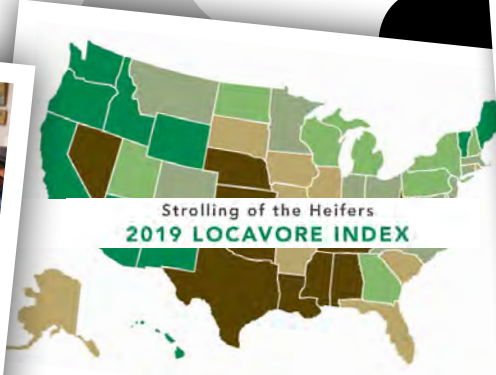 Strolling of the Heifers
2019 LOCAVORE INDEX